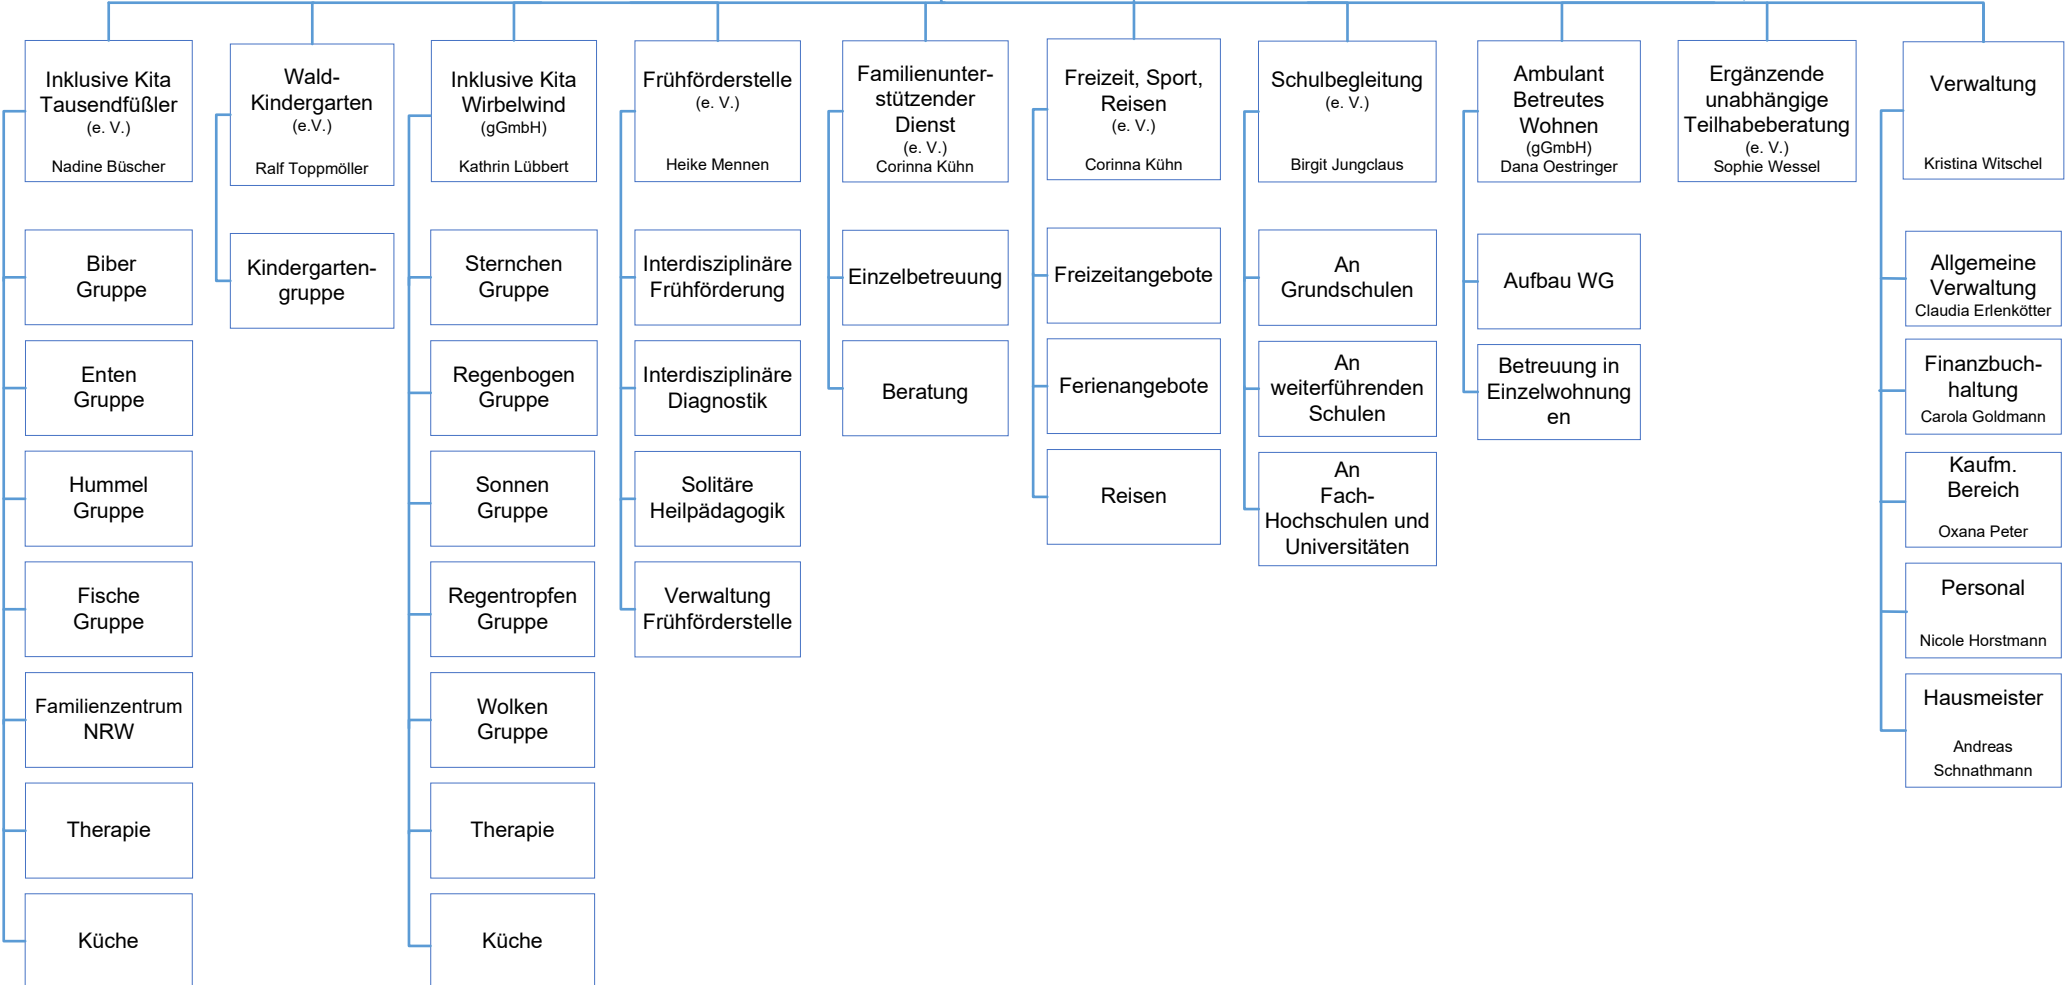 Inklusive Kita
Tausendfüßler
(e. V.)
Nadine Büscher
Biber
Gruppe
Enten
Gruppe
Hummel
Gruppe
Fische
Gruppe
Familienzentrum
NRW
Therapie
Küche
Wald-
Kindergarten
(e.V.)
Ralf Toppmöller
Kindergarten-
gruppe
Inklusive Kita
Wirbelwind
(gGmbH)
Kathrin Lübbert
Sternchen
Gruppe
Regenbogen
Gruppe
Sonnen
Gruppe
Regentropfen
Gruppe
Wolken
Gruppe
Therapie
Küche
Frühförderstelle
(e. V.)
Heike Mennen
Interdisziplinäre
Frühförderung
Interdisziplinäre
Diagnostik
Solitäre
Heilpädagogik
Verwaltung
Frühförderstelle
Familienunter-
stützender
Dienst
(e. V.)
Corinna Kühn
Einzelbetreuung
Beratung
Freizeit, Sport,
Reisen
(e. V.)
Corinna Kühn
Freizeitangebote
Ferienangebote
Reisen
Schulbegleitung
(e. V.)
Birgit Jungclaus
An
Grundschulen
An
weiterführenden
Schulen
An
Fach-
Hochschulen und
Universitäten
Ambulant
Betreutes
Wohnen
(gGmbH)
Dana Oestringer
Aufbau WG
Betreuung in
Einzelwohnung
en
Ergänzende
unabhängige
Teilhabeberatung
(e. V.)
Sophie Wessel
Verwaltung
Kristina Witschel
Allgemeine
Verwaltung
Claudia Erlenkötter
Finanzbuch-
haltung
Carola Goldmann
Kaufm.
Bereich
Oxana Peter
Personal
Nicole Horstmann
Hausmeister
Andreas
Schnathmann